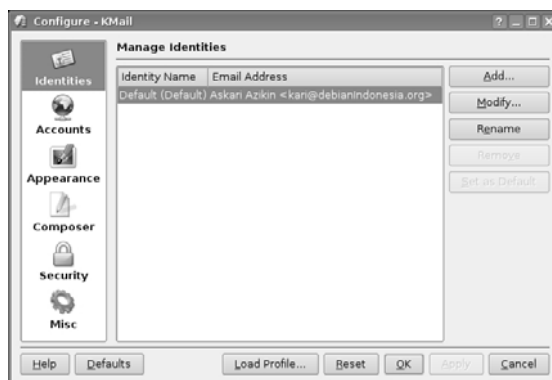 Configure - KMail
Manage Identities
Identities
Accounts
Appearance
Composer
Security
Misc
Identity Name Email Address
Default (Default) Askari Azikin <kari@debianindonesia.org>
Add...
Modify...
Rename
Remove
Set as Default
Help
Defaults
Load Profile...
Reset
OK
Apply
Cancel